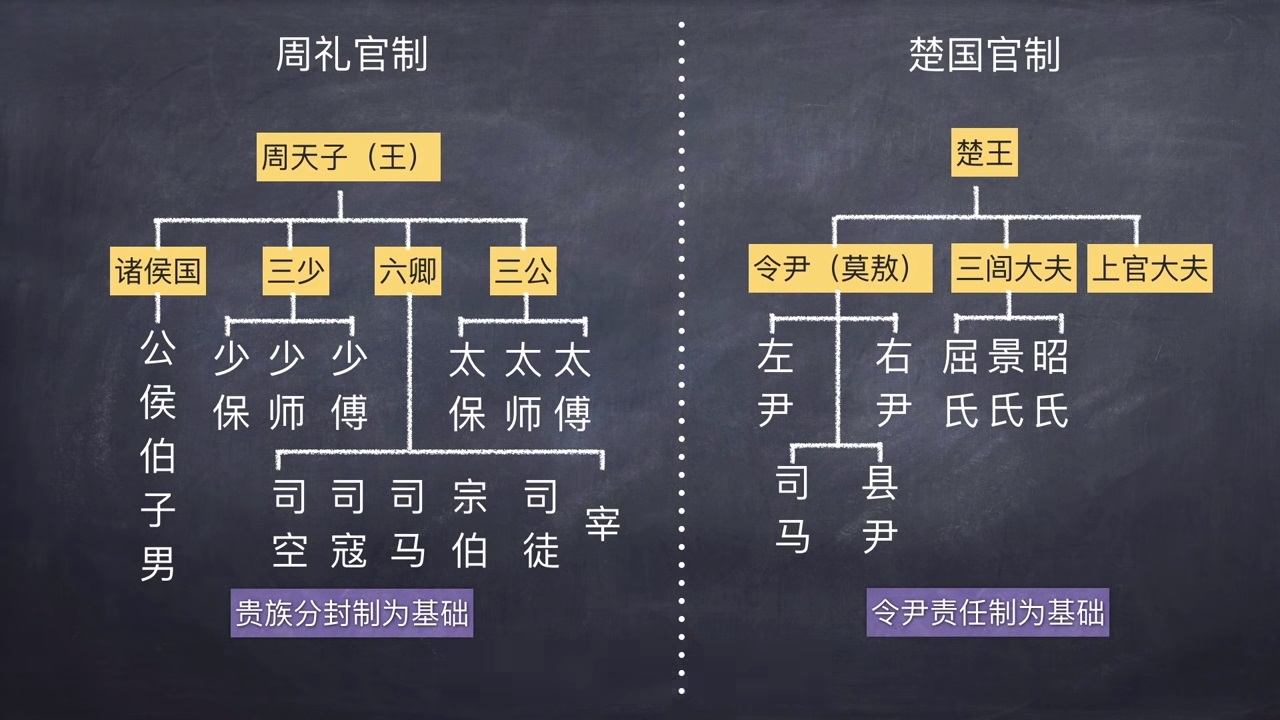 周礼官制
周天子（王）
诸侯国
三少
六卿
三公
公侯伯子男
少保
少师
少傅
太保
太师
太傅
司空
司寇
司马
宗伯
司徒
宰
贵族分封制为基础
楚国官制
楚王
令尹（莫敖）
三闾大夫
上官大夫
左尹
右尹
屈氏
景氏
昭氏
司马
县尹
令尹责任制为基础